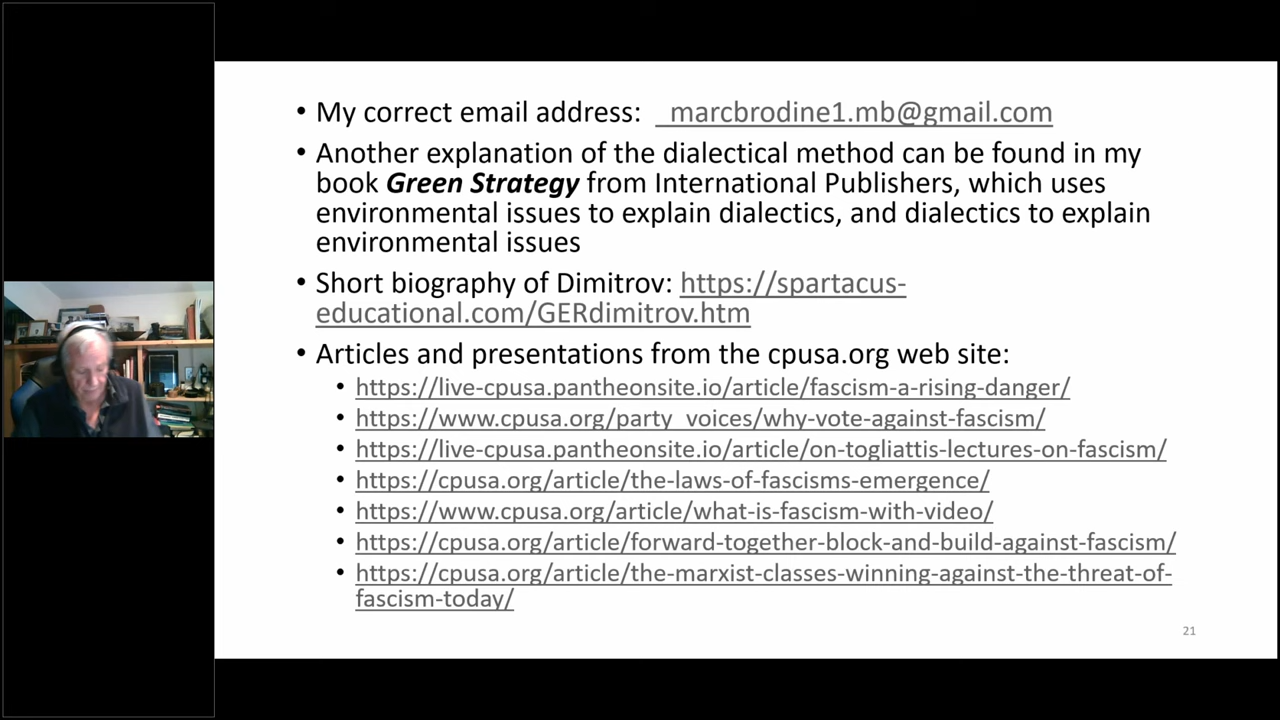 • My correct email address:   marcbrodine1.mb@gmail.com
• Another explanation of the dialectical method can be found in my
book Green Strategy from International Publishers, which uses
environmental issues to explain dialectics, and dialectics to explain
environmental issues
• Short biography of Dimitrov: https://spartacus-
educational.com/GERdimitrov.htm
• Articles and presentations from the cpusa.org web site:
• https://live-cpusa.pantheonsite.io/article/fascism-a-rising-danger/
• https://www.cpusa.org/party_voices/why-vote-against-fascism/
• https://live-cpusa.pantheonsite.io/article/on-togliattis-lectures-on-fascism/
• https://cpusa.org/article/the-laws-of-fascisms-emergence/
• https://www.cpusa.org/article/what-is-fascism-with-video/
• https://cpusa.org/article/forward-together-block-and-build-against-fascism/
• https://cpusa.org/article/the-marxist-classes-winning-against-the-threat-of-
fascism-today/
21